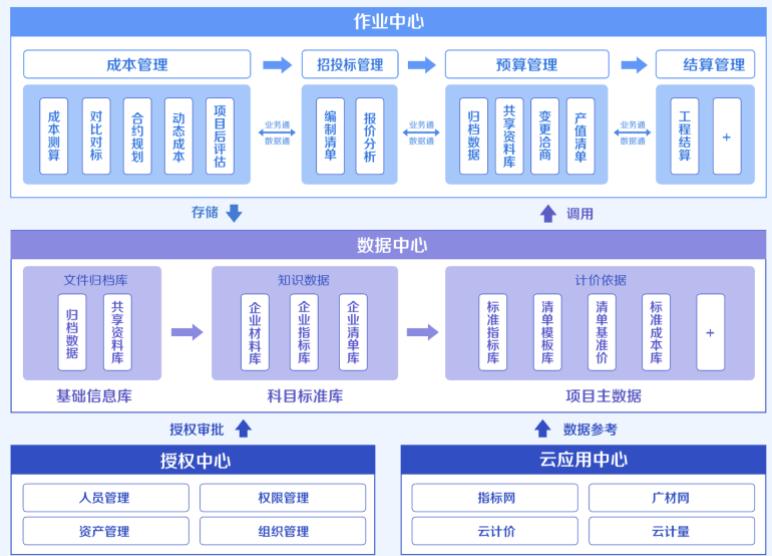 作业中心
成本管理
招投标管理
预算管理
结算管理
成本测算
对比对标
合约规划
动态成本
项目后评估
业务通
数据通
编制清单
报价分析
业务通
数据通
归档数据
共享资料库
变更洽商
产值清单
业务通
数据通
工程结算
+
存储
调用
数据中心
文件归档库
知识数据
计价依据
归档数据
共享资料库
企业材料库
企业指标库
企业清单库
标准指标库
清单模板库
清单基准价
标准成本库
+
基础信息库
科目标准库
项目主数据
授权审批
数据参考
授权中心
云应用中心
人员管理
权限管理
指标网
广材网
资产管理
组织管理
云计价
云计量